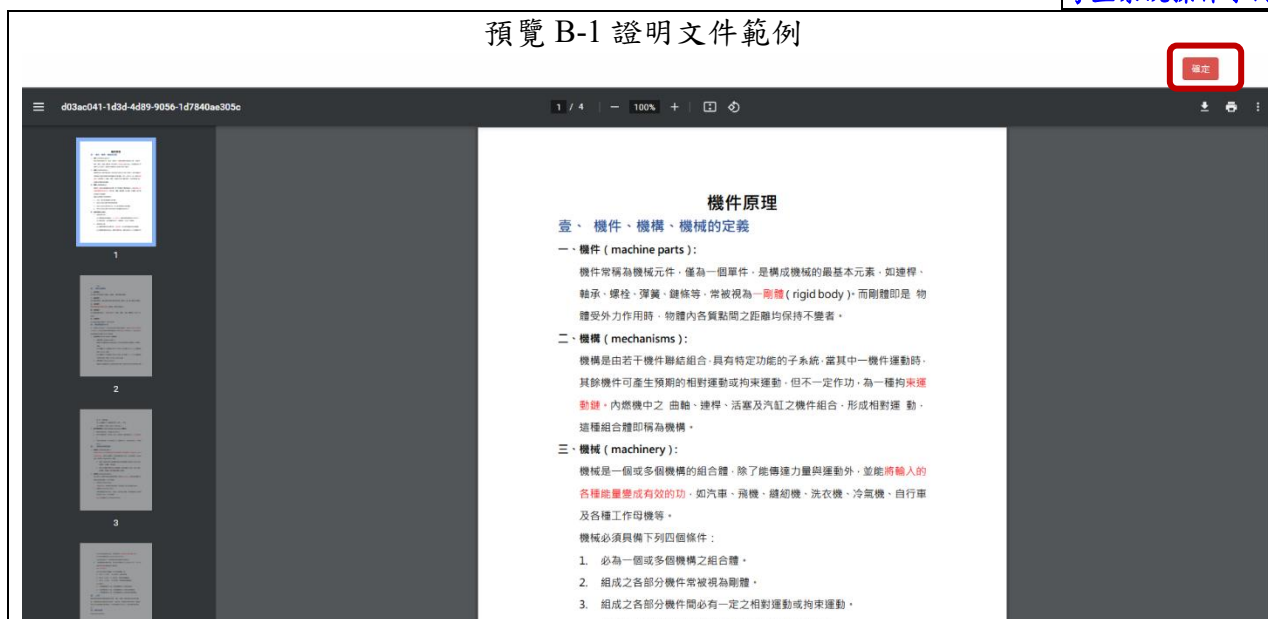 預覽 B-1 證明文件範例
確定
d03ac041-1d3d-4d89-9056-1d7840ae305c
1 / 4
100%
1
2
3
機件原理
壹、 機件、機構、機械的定義
一、機件（machine parts）：
機件常稱為機械元件，僅為一個單件，是構成機械的最基本元素，如連桿、
軸承、螺栓、彈簧、鏈條等，常被視為一剛體（rigid body）。而剛體即是 物
體受外力作用時，物體內各質點間之距離均保持不變者。
二、機構（mechanisms）：
機構是由若干機件聯結組合，具有特定功能的子系統，當其中一機件運動時，
其餘機件可產生預期的相對運動或拘束運動，但不一定作功，為一種拘束運
動鏈。內燃機中之 曲軸、連桿、活塞及汽缸之機件組合，形成相對運 動，
這種組合體即稱為機構。
三、機械（machinery）：
機械是一個或多個機構的組合體，除了能傳達力量與運動外，並能將輸入的
各種能量變成有效的功，如汽車、飛機、縫紉機、洗衣機、冷氣機、自行車
及各種工作母機等。
機械必須具備下列四個條件：
1. 必為一個或多個機構之組合體。
2. 組成之各部分機件常被視為剛體。
3. 組成之各部分機件間必有一定之相對運動或拘束運動。